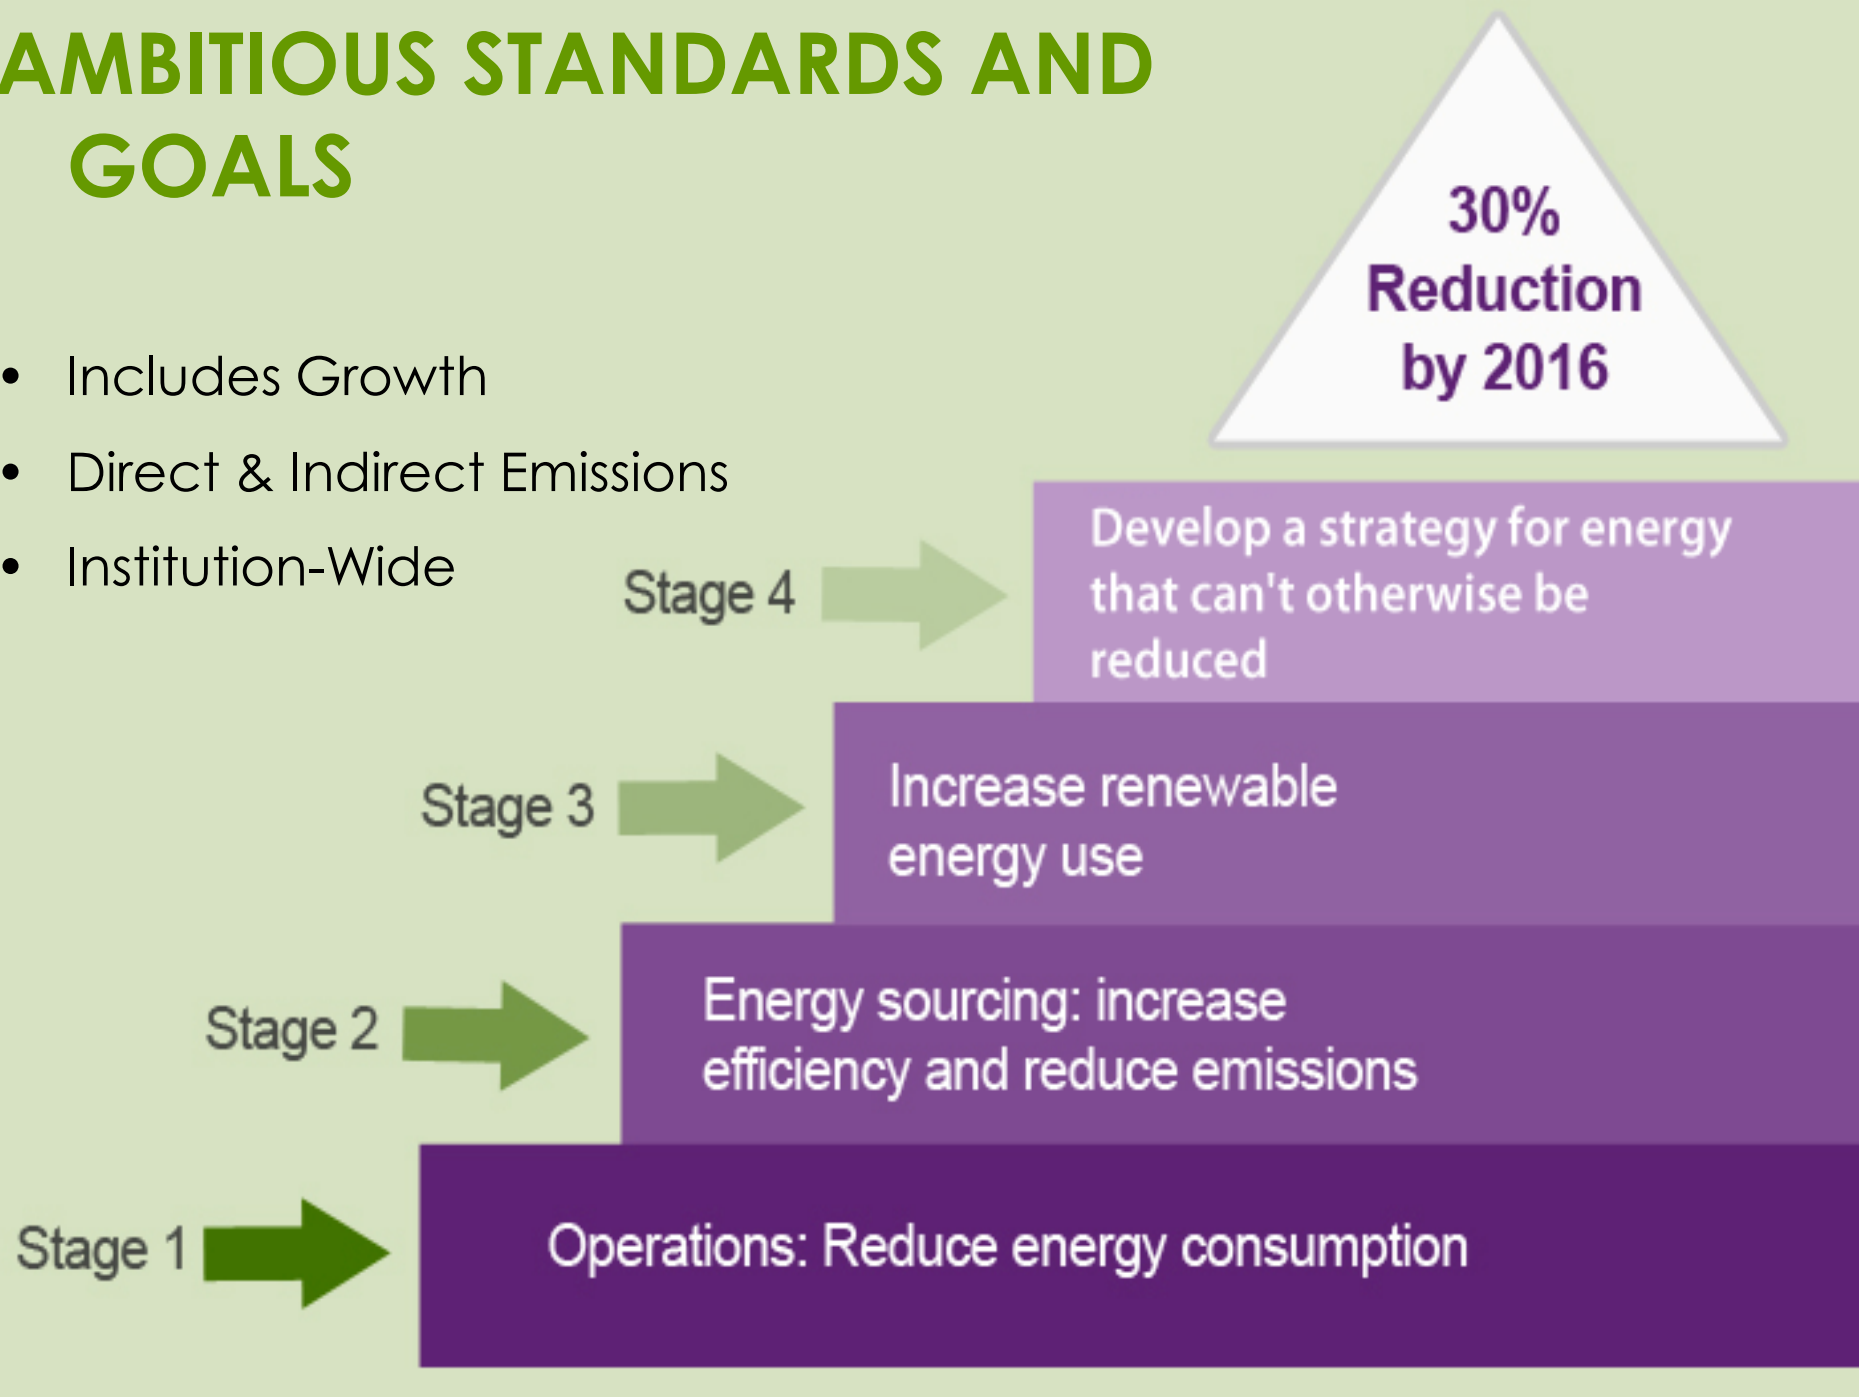 AMBITIOUS STANDARDS AND
GOALS
• Includes Growth
• Direct & Indirect Emissions
• Institution-Wide
30%
Reduction
by 2016
Stage 4
Develop a strategy for energy
that can't otherwise be
reduced
Stage 3
Increase renewable
energy use
Stage 2
Energy sourcing: increase
efficiency and reduce emissions
Stage 1
Operations: Reduce energy consumption